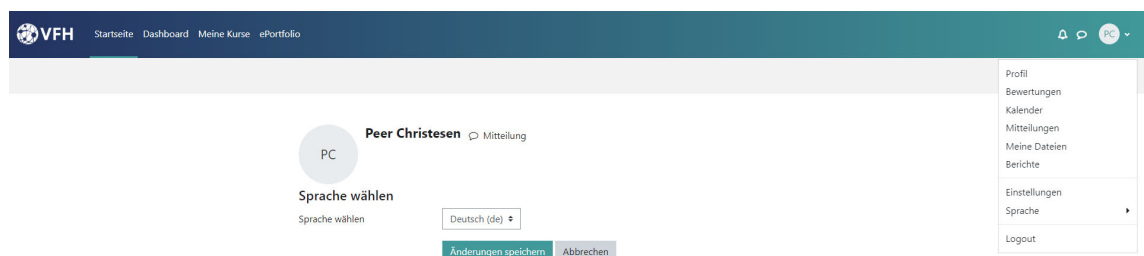 VFH Startseite Dashboard Meine Kurse ePortfolio PC
Profil
Bewertungen
Kalender
Mitteilungen
Meine Dateien
Berichte
Einstellungen
Sprache
Logout
PC
Peer Christesen Mitteilung
Sprache wählen
Sprache wählen Deutsch (de)
Änderungen speichern Abbrechen